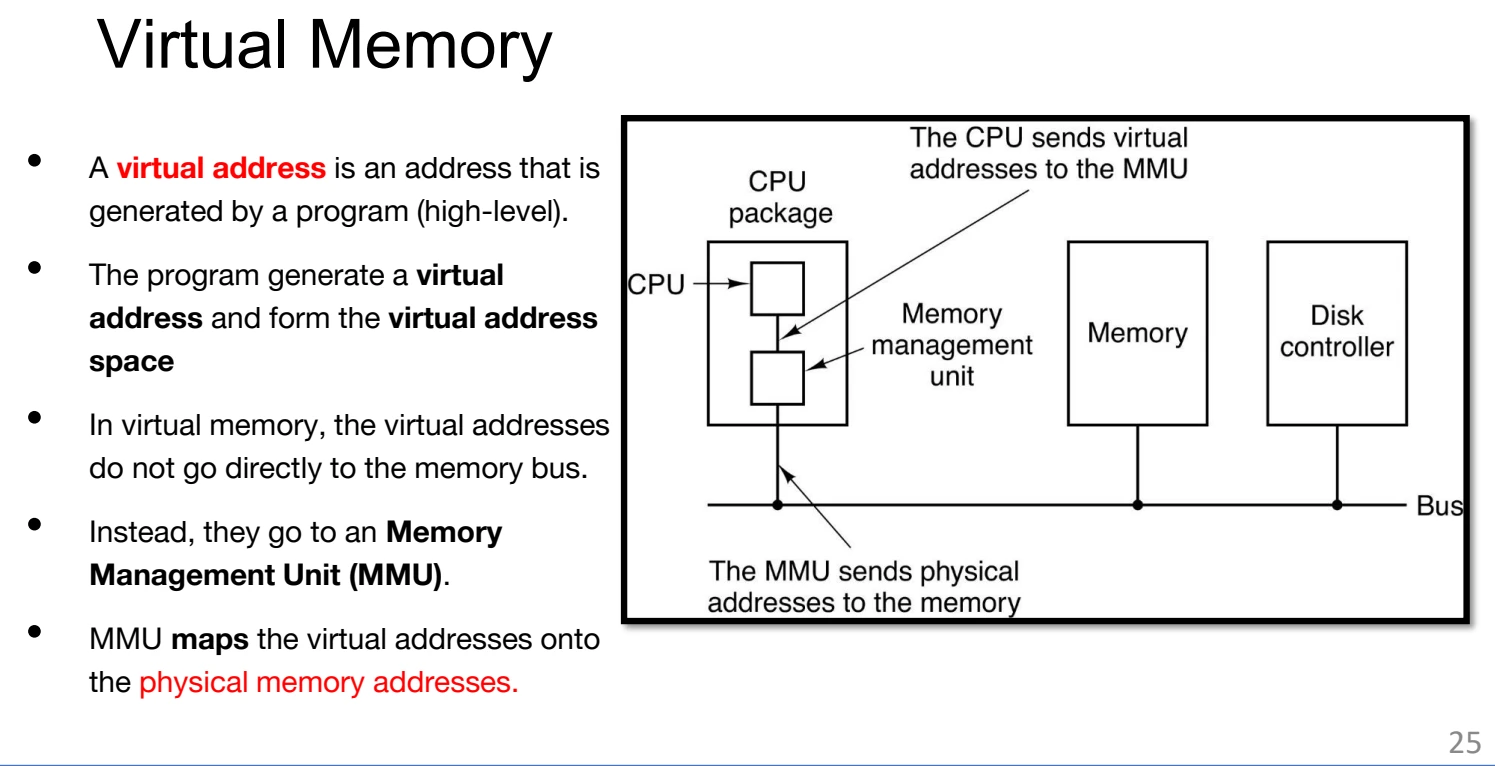 Virtual Memory
• A virtual address is an address that is
generated by a program (high-level).
• The program generate a virtual
address and form the virtual address
space
• In virtual memory, the virtual addresses
do not go directly to the memory bus.
• Instead, they go to an Memory
Management Unit (MMU).
• MMU maps the virtual addresses onto
the physical memory addresses.
The CPU sends virtual
addresses to the MMU
CPU
package
CPU
Memory
management
unit
Memory
Disk
controller
Bus
The MMU sends physical
addresses to the memory
25